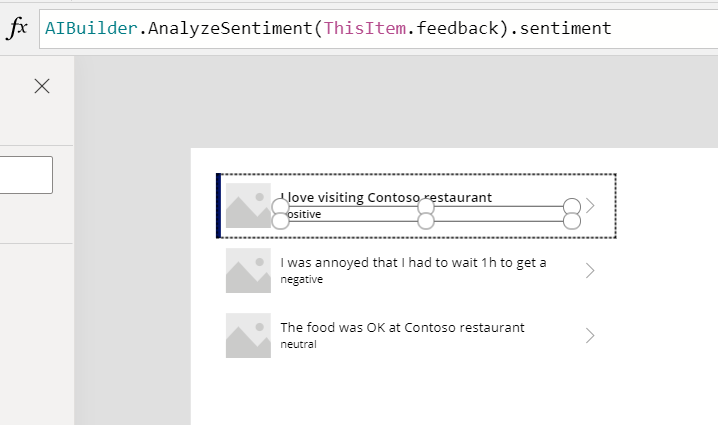 fx
AIBuilder.AnalyzeSentiment(ThisItem.feedback).sentiment
I love visiting Contoso restaurant
positive
I was annoyed that I had to wait 1h to get a
negative
The food was OK at Contoso restaurant
neutral